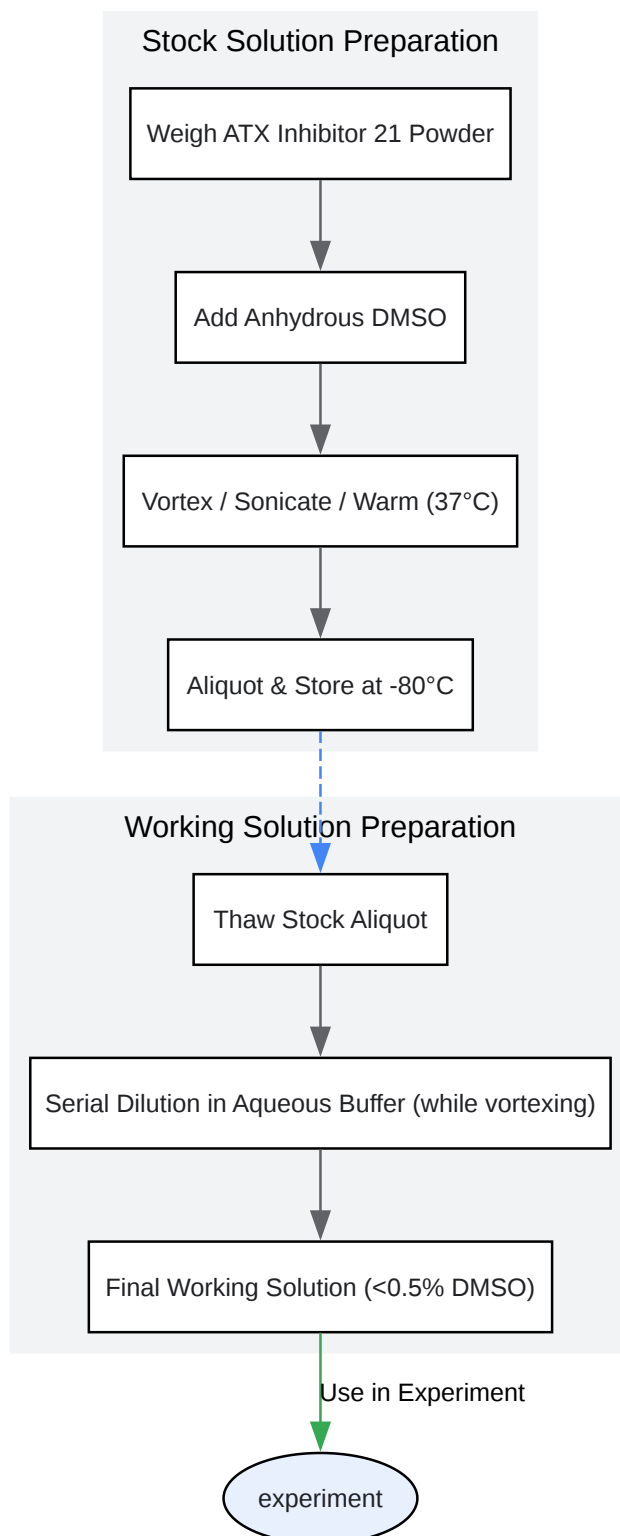 Stock Solution Preparation
Weigh ATX Inhibitor 21 Powder
Add Anhydrous DMSO
Vortex / Sonicate / Warm (37°C)
Aliquot & Store at -80°C
Working Solution Preparation
Thaw Stock Aliquot
Serial Dilution in Aqueous Buffer (while vortexing)
Final Working Solution (<0.5% DMSO)
Use in Experiment
experiment